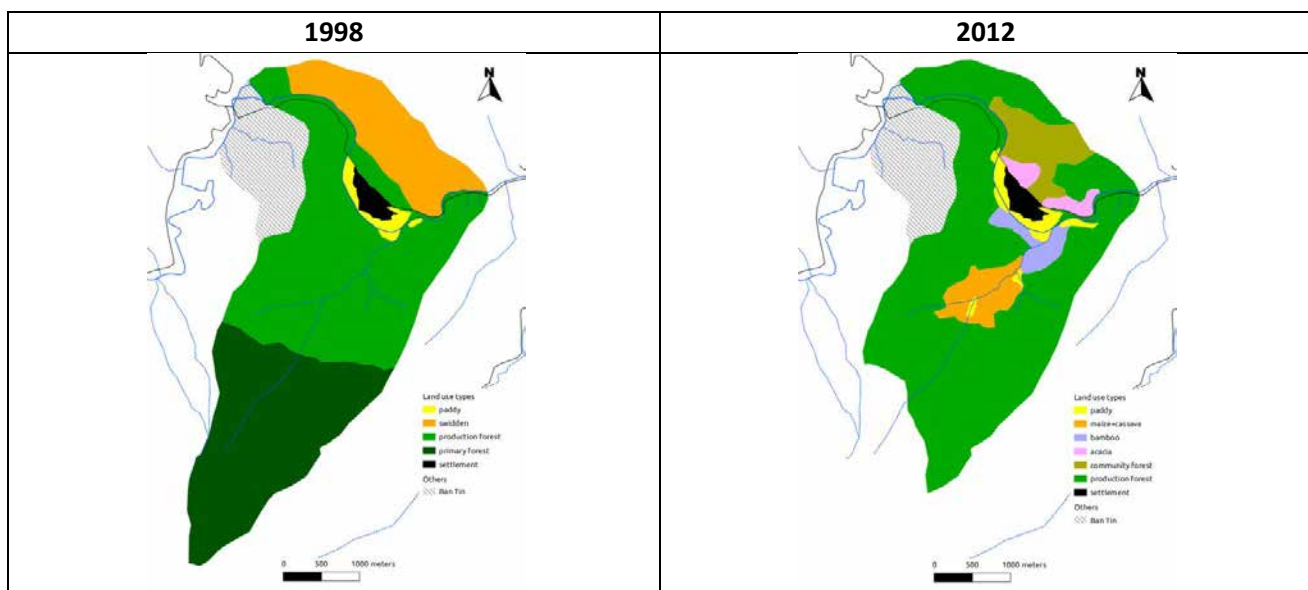 1998
2012
N
Land use types
paddy
swidden
production forest
primary forest
settlement
Others
Ban Tin
0 500 1000 meters
N
Land use types
paddy
maize+cassava
bamboo
acacia
community forest
production forest
settlement
Others
Ban Tin
0 500 1000 meters